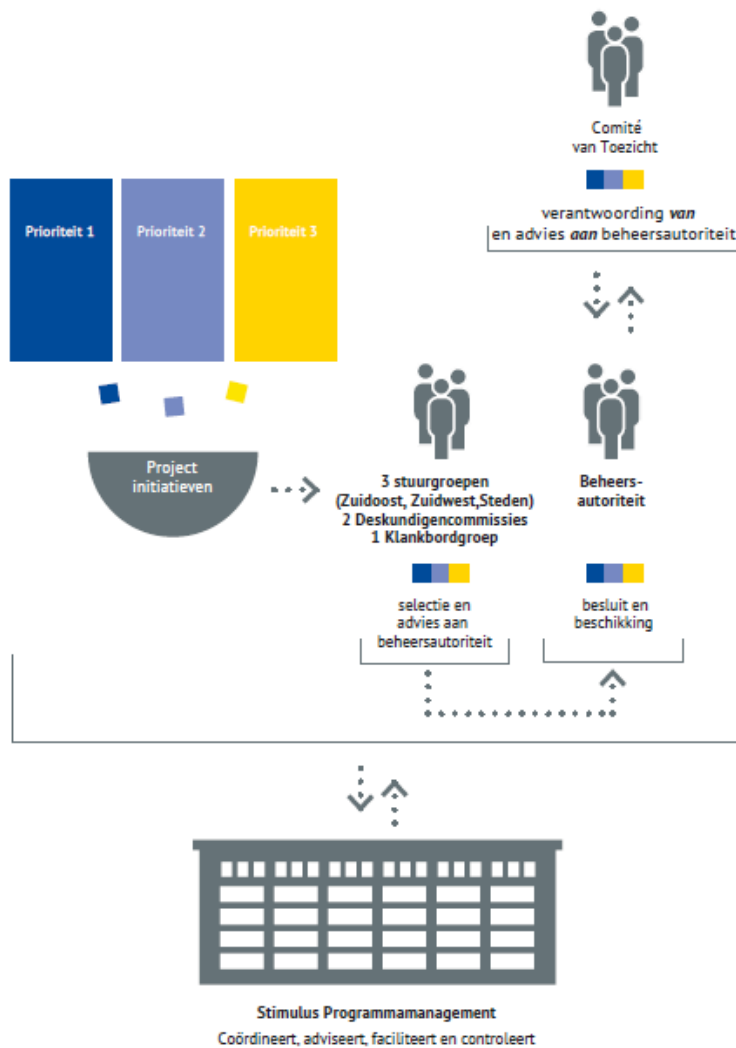 Comité
van Toezicht
verantwoording van
en advies aan beheersautoriteit
Prioriteit 1
Prioriteit 2
Prioriteit 3
Project
initiatieven
3 stuurgroepen
(Zuidoost, Zuidwest,Steden)
2 Deskundigencommissies
1 Klankbordgroep
selectie en
advies aan
beheersautoriteit
Beheers-
autoriteit
besluit en
beschikking
Stimulus Programmamanagement
Coördineert, adviseert, faciliteert en controleert